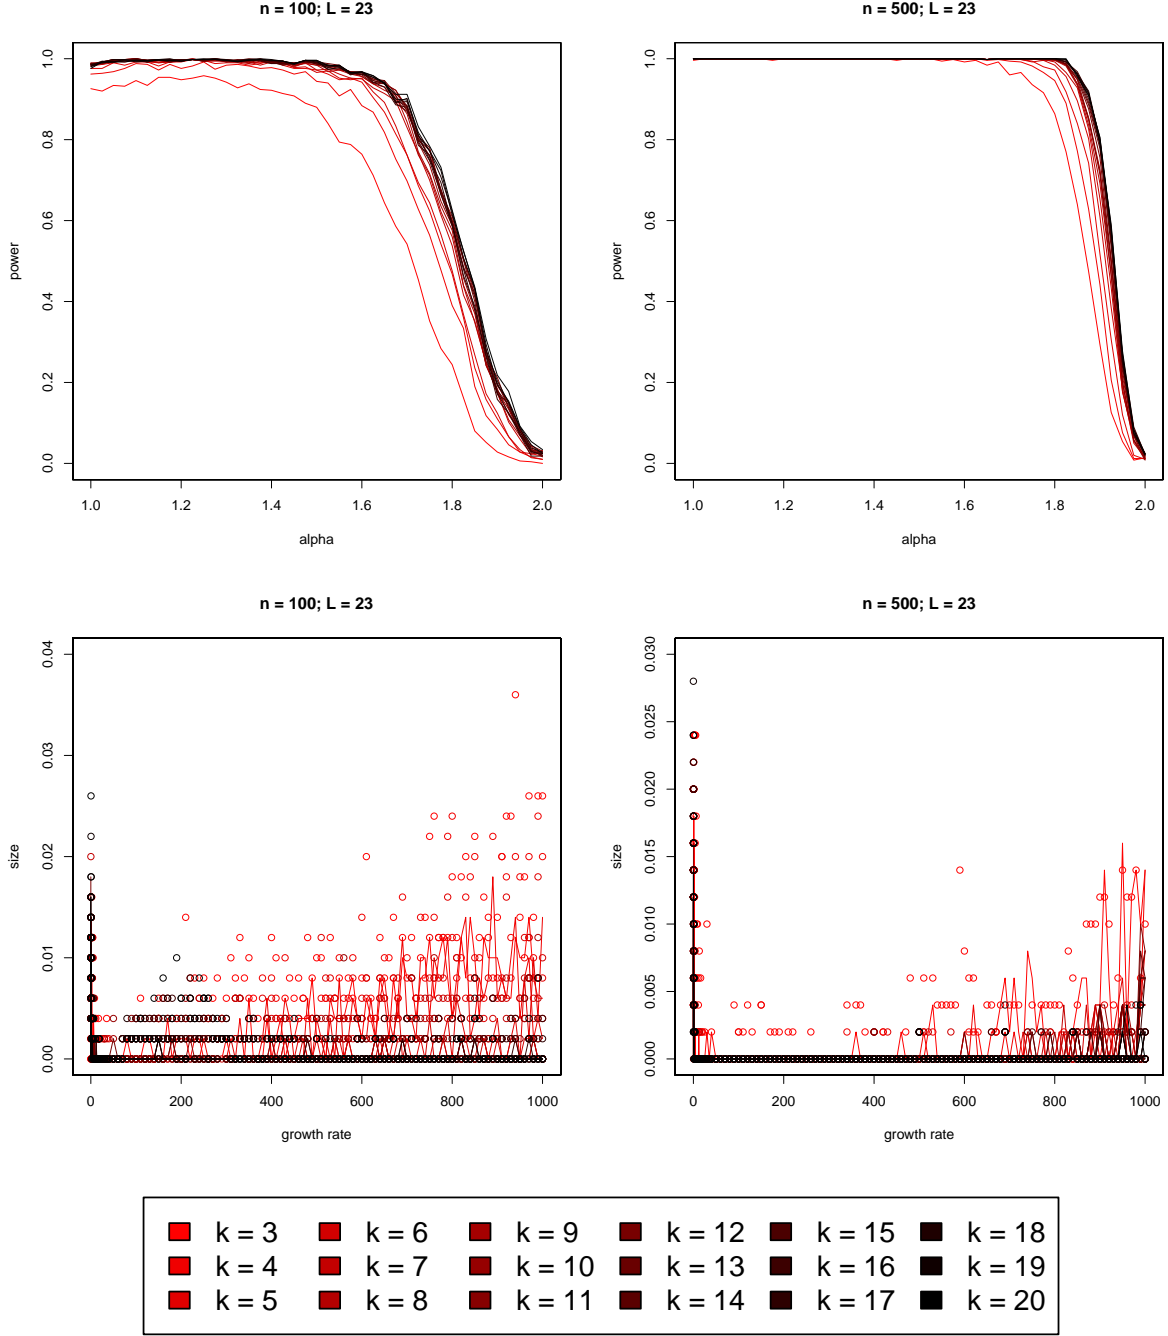 n = 100; L = 23
n = 500; L = 23
power
0.0 0.2 0.4 0.6 0.8 1.0
1.0 1.2 1.4 1.6 1.8 2.0
alpha
power
0.0 0.2 0.4 0.6 0.8 1.0
1.0 1.2 1.4 1.6 1.8 2.0
alpha
n = 100; L = 23
n = 500; L = 23
size
0.00 0.01 0.02 0.03 0.04
0 200 400 600 800 1000
growth rate
size
0.000 0.005 0.010 0.015 0.020 0.025 0.030
0 200 400 600 800 1000
growth rate
k = 3 k = 6 k = 9 k = 12 k = 15 k = 18
k = 4 k = 7 k = 10 k = 13 k = 16 k = 19
k = 5 k = 8 k = 11 k = 14 k = 17 k = 20